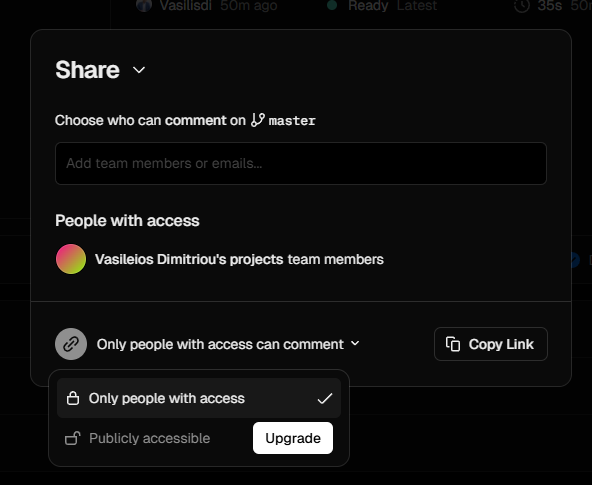 Vasilisdi 50m ago Ready Latest 35s 50m
Share
Choose who can comment on master
Add team members or emails...
People with access
Vasileios Dimitriou's projects team members
Only people with access can comment
Copy Link
Only people with access
Publicly accessible
Upgrade